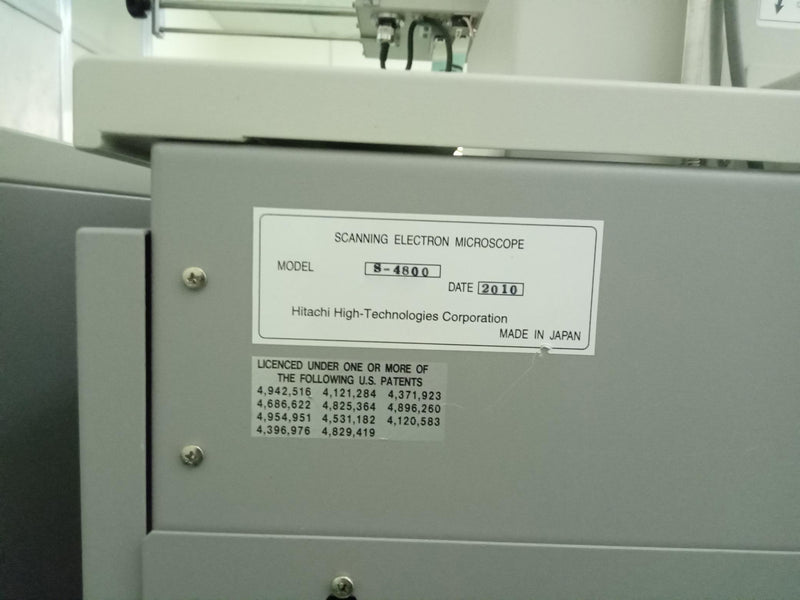 SCANNING ELECTRON MICROSCOPE
MODEL S-4800
DATE 2010
Hitachi High-Technologies Corporation
MADE IN JAPAN
LICENCED UNDER ONE OR MORE OF
THE FOLLOWING U.S. PATENTS
4,942,516 4,121,284 4,371,923
4,686,622 4,825,364 4,896,260
4,954,951 4,531,182 4,120,583
4,396,976 4,829,419